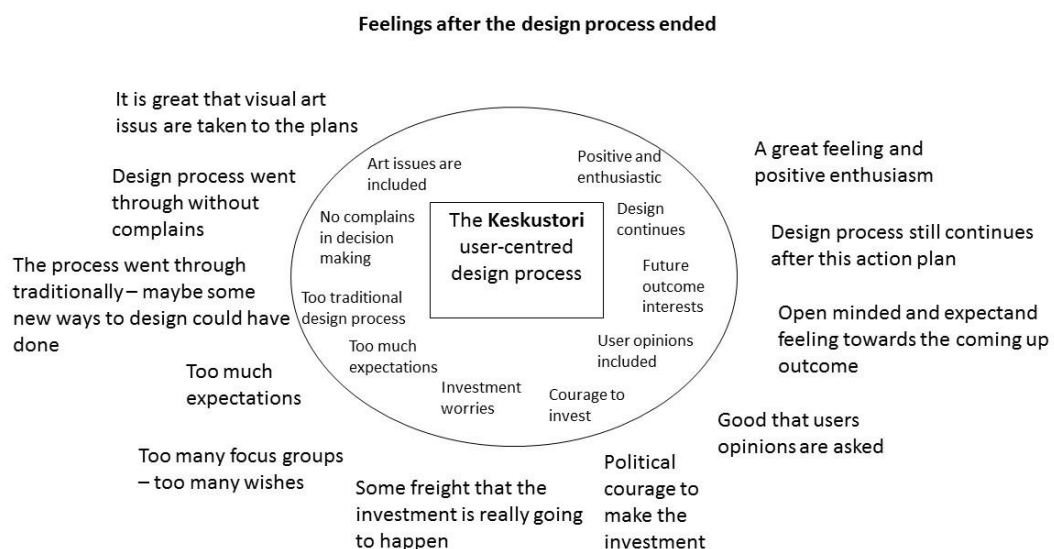 Feelings after the design process ended
It is great that visual art
issus are taken to the plans
Design process went
through without
complains
The process went through
traditionally – maybe some
new ways to design could have
done
Too much
expectations
Too many focus groups
– too many wishes
Some freight that the
investment is really going
to happen
Political
courage to
make the
investment
Good that users
opinions are asked
Open minded and expectand
feeling towards the coming up
outcome
Design process still continues
after this action plan
A great feeling and
positive enthusiasm
Art issues are
included
No complains
in decision
making
Too traditional
design process
Too much
expectations
Investment
worries
Courage to
invest
User opinions
included
Future
outcome
interests
Design
continues
Positive and
enthusiastic
The Keskustori
user-centred
design process